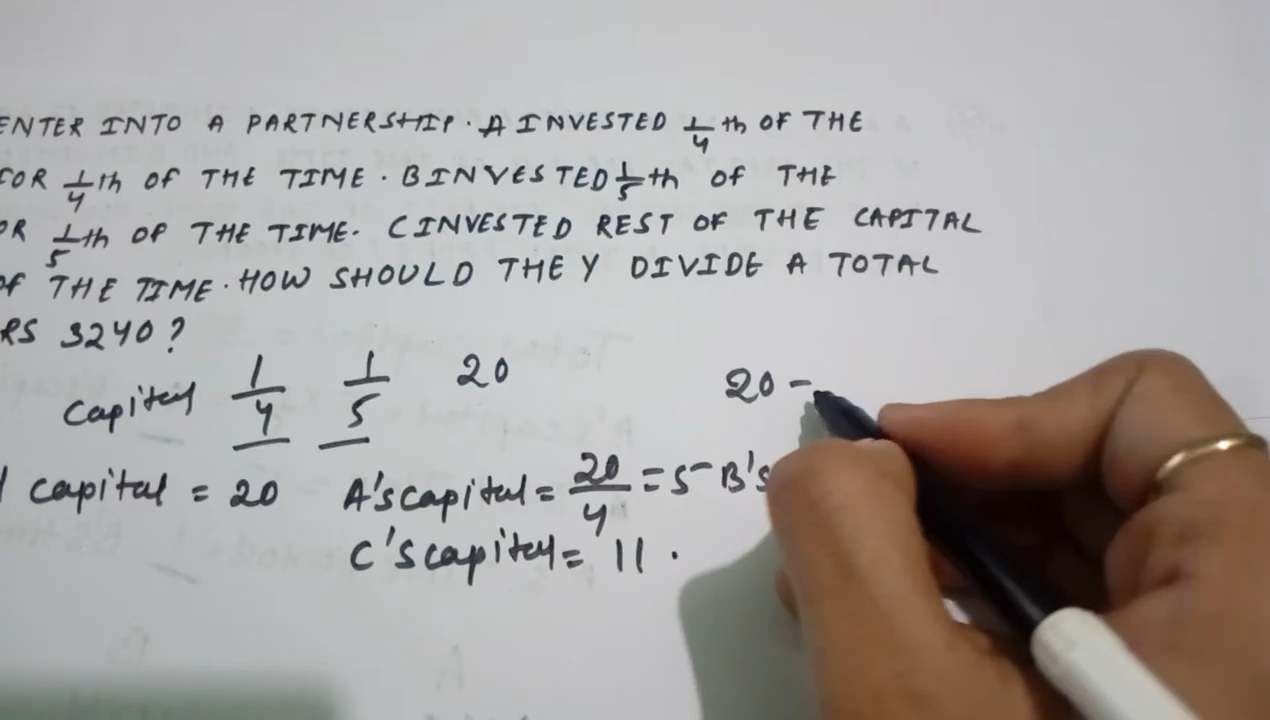 ENTER INTO A PARTNERSHIP. A INVESTED 1/4 th OF THE
FOR 1/4 th OF THE TIME. B INVESTED 1/5 th OF THE
OR 1/5 th OF THE TIME. C INVESTED REST OF THE CAPITAL
OF THE TIME. HOW SHOULD THEY DIVIDE A TOTAL
RS 3240?
Capital 1/4 1/5 20 20 -
capital = 20 A's capital = 20/4 = 5 B's
C's capital = 11.